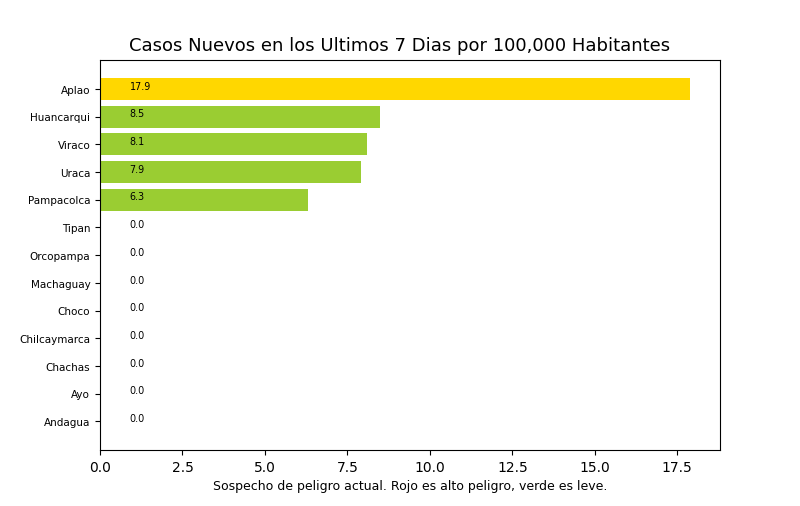 Casos Nuevos en los Ultimos 7 Dias por 100,000 Habitantes
Aplao 17.9
Huancarqui 8.5
Viraco 8.1
Uraca 7.9
Pampacolca 6.3
Tipan 0.0
Orcopampa 0.0
Machaguay 0.0
Choco 0.0
Chilcaymarca 0.0
Chachas 0.0
Ayo 0.0
Andagua 0.0
0.0 2.5 5.0 7.5 10.0 12.5 15.0 17.5
Sospecho de peligro actual. Rojo es alto peligro, verde es leve.